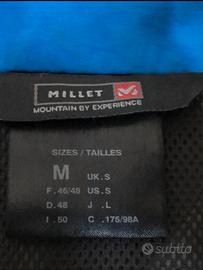 MILLET
MOUNTAIN BY EXPERIENCE
SIZES / TAILLES
M UK.S
F. 46/48 US.S
D. 48 J .L
I .50 C .175/98A
subito